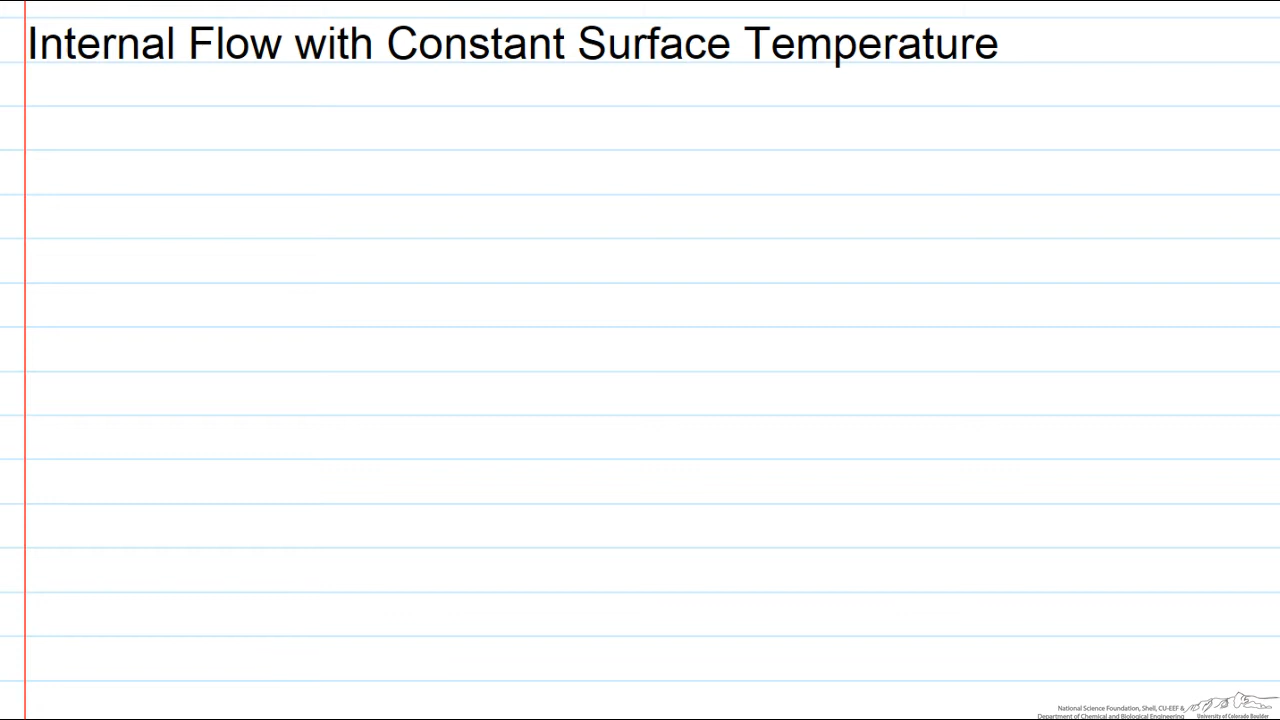 Internal Flow with Constant Surface Temperature
National Science Foundation, Shell, CU-EEF &
Department of Chemical and Biological Engineering
University of Colorado Boulder